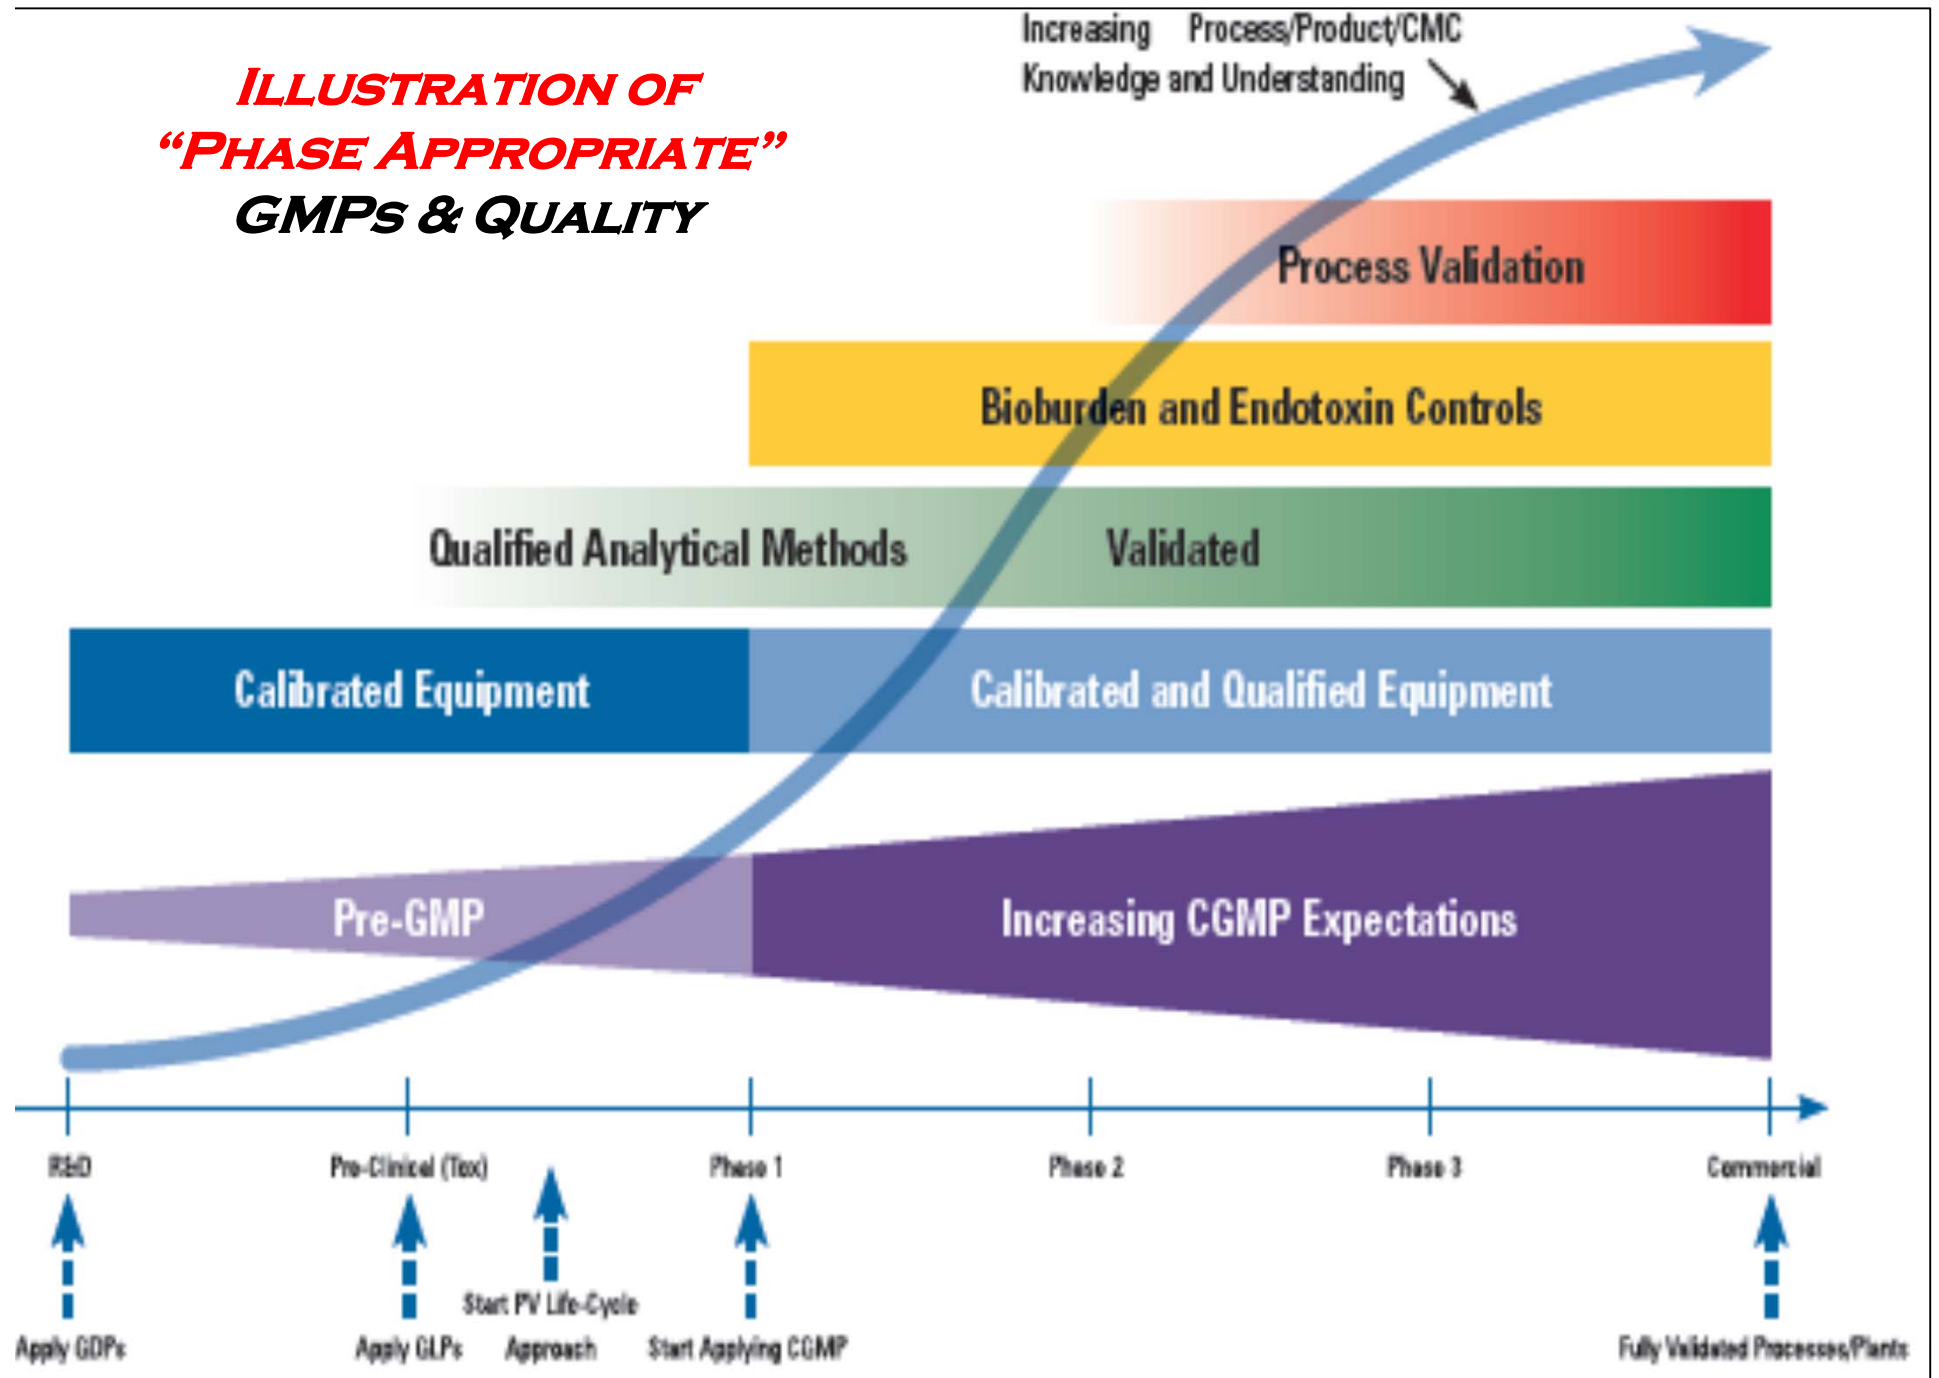 Increasing Process/Product/CMC
Knowledge and Understanding
ILLUSTRATION OF
“PHASE APPROPRIATE”
GMPS & QUALITY
Process Validation
Bioburden and Endotoxin Controls
Qualified Analytical Methods Validated
Calibrated Equipment Calibrated and Qualified Equipment
Pre-GMP Increasing CGMP Expectations
R&D Pre-Clinical (Tox) Phase 1 Phase 2 Phase 3 Commercial
Start PV Life-Cycle
Approach
Apply GDPs Apply GLPs Start Applying CGMP Fully Validated Processes/Plants